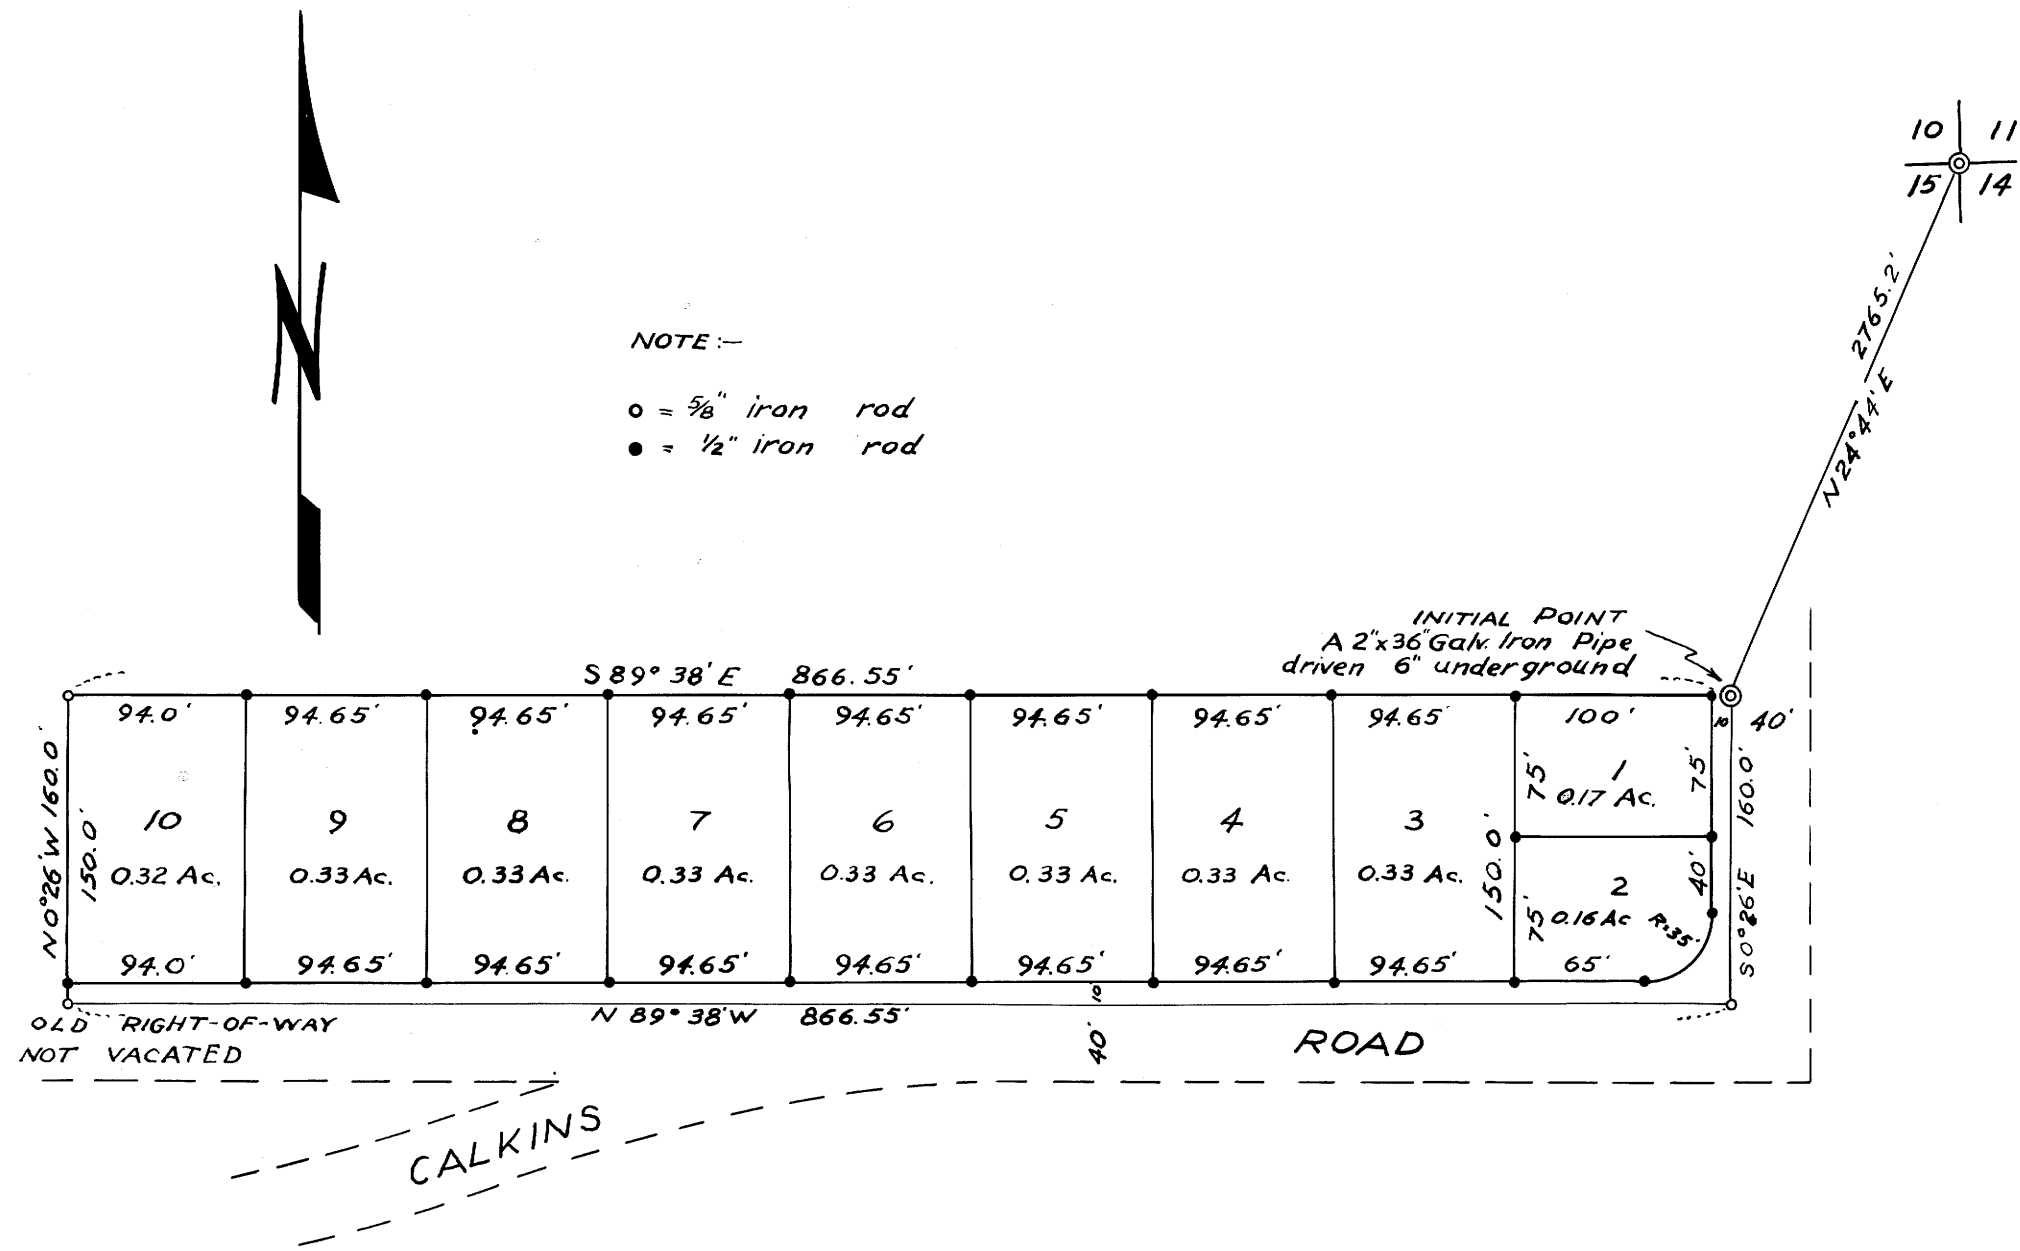 10 11
15 14
N
NOTE :-
o = 5/8" iron rod
● = 1/2" iron rod
2765.2'
N 24° 44' E
INITIAL POINT
A 2"x36" Galv. Iron Pipe
driven 6" underground
S 89° 38' E 866.55'
94.0' 94.65' 94.65' 94.65' 94.65' 94.65' 94.65' 94.65' 100' 10 40'
N 0° 26' W 160.0'
150.0'
10 9 8 7 6 5 4 3
0.32 Ac. 0.33 Ac. 0.33 Ac. 0.33 Ac. 0.33 Ac. 0.33 Ac. 0.33 Ac. 0.33 Ac.
150.0'
75'
1
0.17 Ac.
75'
75'
2
0.16 Ac
40'
R=35'
160.0'
S 0° 26' E
94.0' 94.65' 94.65' 94.65' 94.65' 94.65' 94.65' 94.65' 65'
10
N 89° 38' W 866.55'
OLD RIGHT-OF-WAY
NOT VACATED
40'
CALKINS ROAD